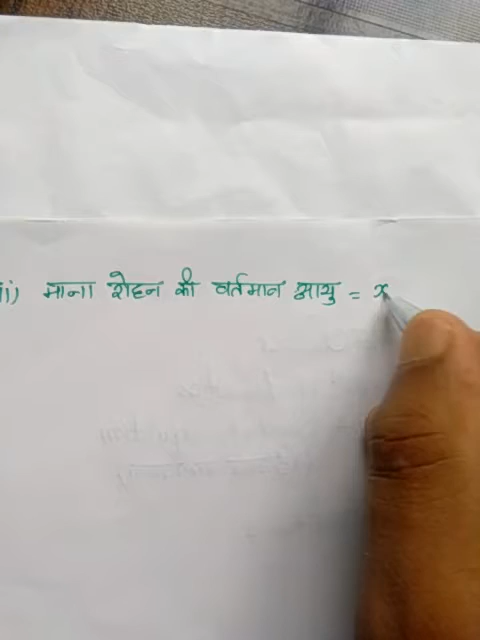 ii) माना रोहन की वर्तमान आयु = x